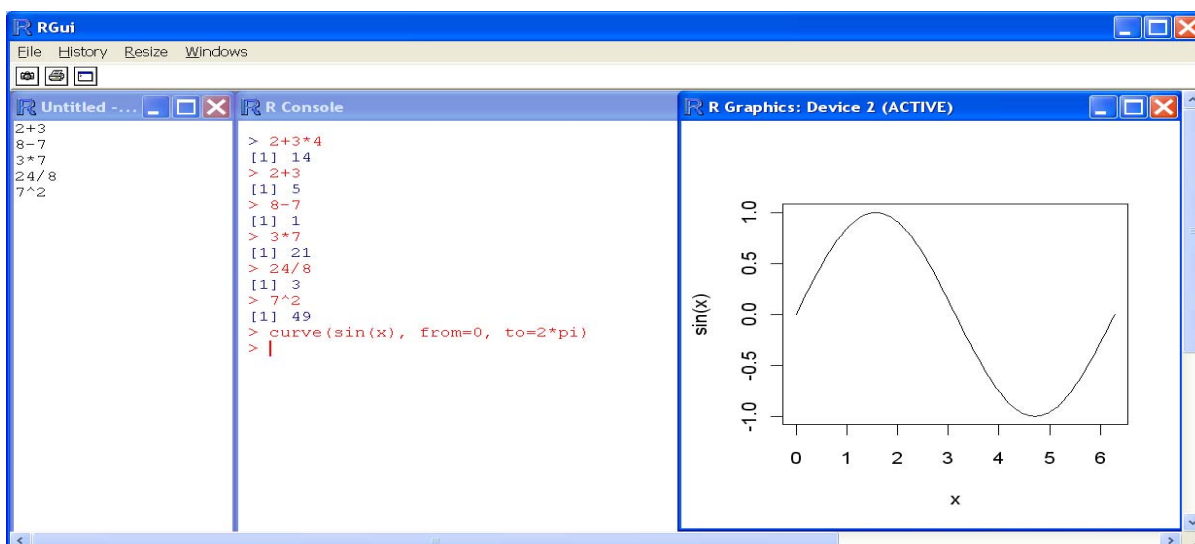 RGui
File History Resize Windows
Untitled -...
2+3
8-7
3*7
24/8
7^2
R Console
> 2+3*4
[1] 14
> 2+3
[1] 5
> 8-7
[1] 1
> 3*7
[1] 21
> 24/8
[1] 3
> 7^2
[1] 49
> curve(sin(x), from=0, to=2*pi)
>
R Graphics: Device 2 (ACTIVE)
sin(x)
1.0
0.5
0.0
-0.5
-1.0
0 1 2 3 4 5 6
x